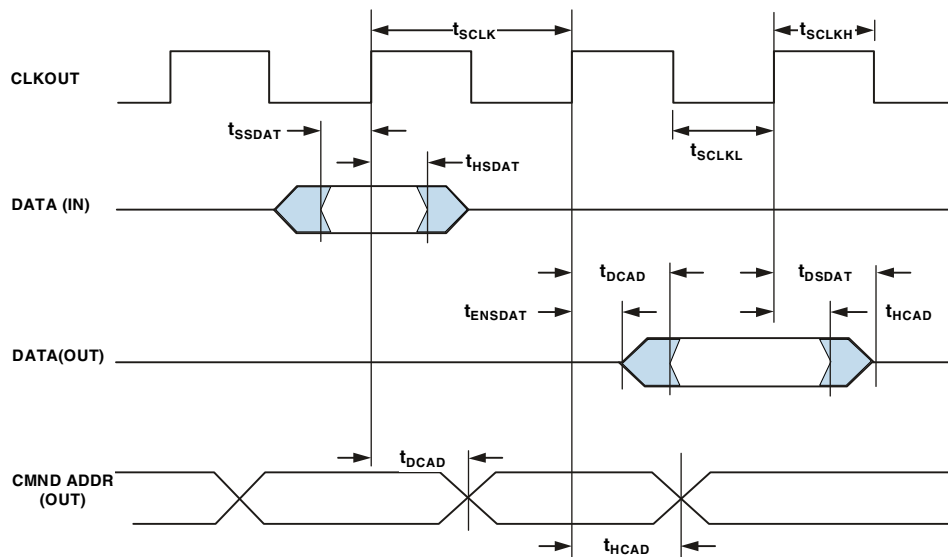 tSCLK
tSCLKH
CLKOUT
tSSDAT
tSCLKL
tHSDAT
DATA (IN)
tDCAD
tDSDAT
tENSDAT
tHCAD
DATA(OUT)
tDCAD
CMND ADDR
(OUT)
tHCAD